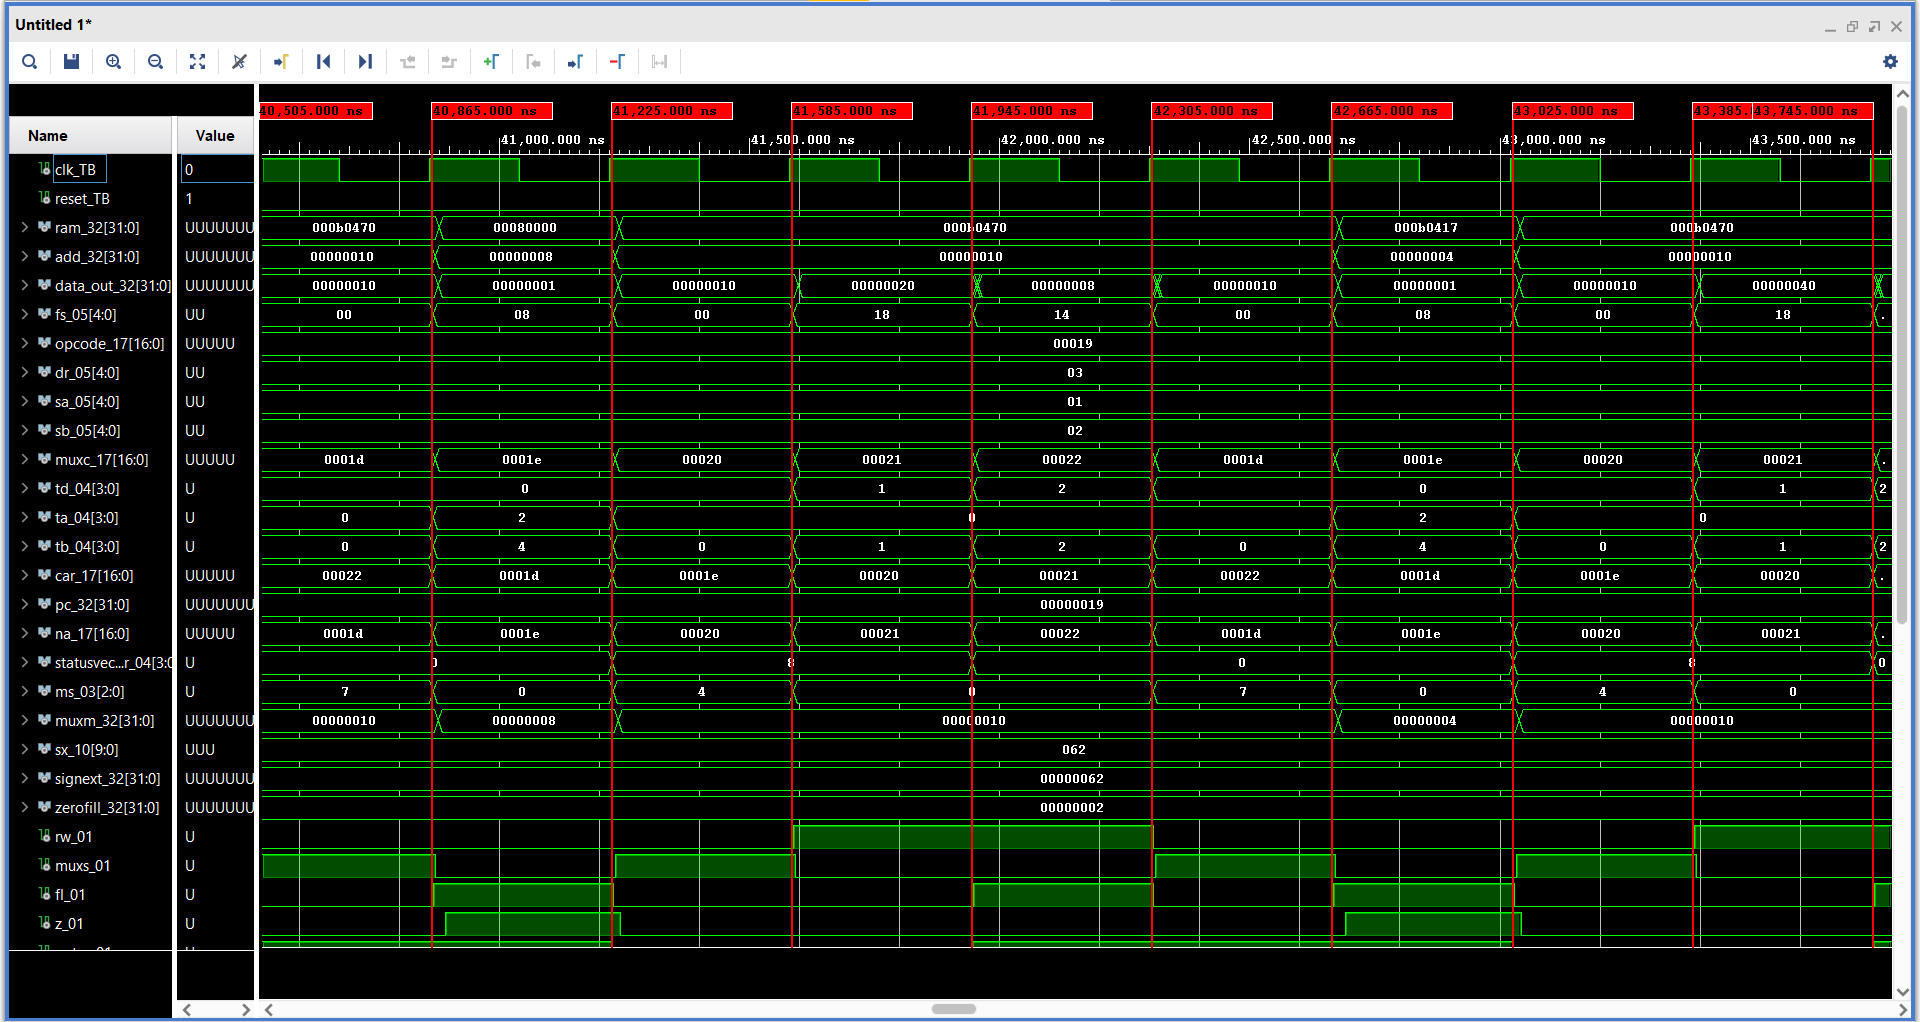 Untitled 1*
40,505.000 ns 40,865.000 ns 41,225.000 ns 41,585.000 ns 41,945.000 ns 42,305.000 ns 42,665.000 ns 43,025.000 ns 43,385. 43,745.000 ns
Name Value 41,000.000 ns 41,500.000 ns 42,000.000 ns 42,500.000 ns 43,000.000 ns 43,500.000 ns
clk_TB 0
reset_TB 1
ram_32[31:0] UUUUUUU 000b0470 00080000 000b0470 000b0417 000b0470
add_32[31:0] UUUUUUU 00000010 00000008 00000010 00000004 00000010
data_out_32[31:0] UUUUUUU 00000010 00000001 00000010 00000020 00000008 00000010 00000001 00000010 00000040
fs_05[4:0] UU 00 08 00 18 14 00 08 00 18 .
opcode_17[16:0] UUUUU 00019
dr_05[4:0] UU 03
sa_05[4:0] UU 01
sb_05[4:0] UU 02
muxc_17[16:0] UUUUU 0001d 0001e 00020 00021 00022 0001d 0001e 00020 00021 .
td_04[3:0] U 0 1 2 0 1 2
ta_04[3:0] U 0 2 0 2 0
tb_04[3:0] U 0 4 0 1 2 0 4 0 1 2
car_17[16:0] UUUUU 00022 0001d 0001e 00020 00021 00022 0001d 0001e 00020 .
pc_32[31:0] UUUUUUU 00000019
na_17[16:0] UUUUU 0001d 0001e 00020 00021 00022 0001d 0001e 00020 00021 .
statusvec...r_04[3:0 U 0 8 0 8 0
ms_03[2:0] U 7 0 4 0 7 0 4 0
muxm_32[31:0] UUUUUUU 00000010 00000008 00000010 00000004 00000010
sx_10[9:0] UUU 062
signext_32[31:0] UUUUUUU 00000062
zerofill_32[31:0] UUUUUUU 00000002
rw_01 U
muxs_01 U
fl_01 U
z_01 U